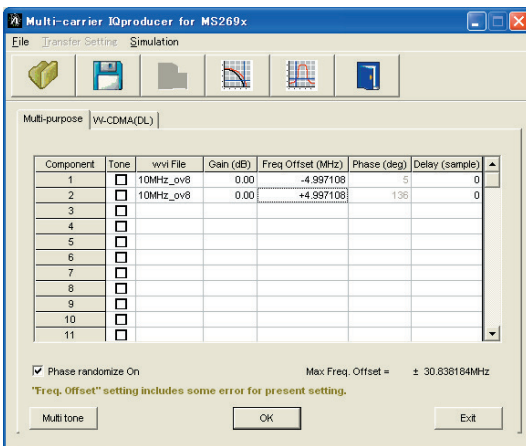 Multi-carrier IQproducer for MS269x
File Transfer Setting Simulation
Multi-purpose W-CDMA(DL)
Component Tone wvi File Gain (dB) Freq Offset (MHz) Phase (deg) Delay (sample)
1 10MHz_ov8 0.00 -4.997108 5 0
2 10MHz_ov8 0.00 +4.997108 136 0
3
4
5
6
7
8
9
10
11
Phase randomize On Max Freq. Offset = ± 30.838184MHz
"Freq. Offset" setting includes some error for present setting.
Multi tone OK Exit